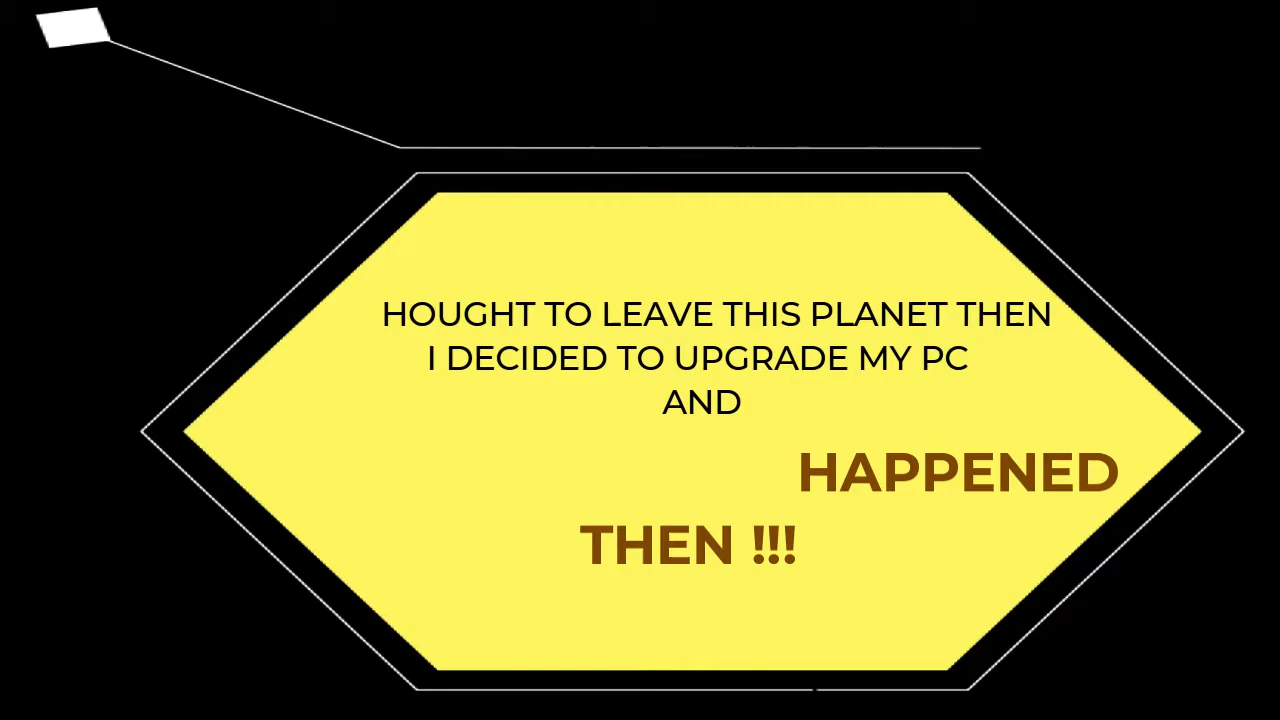 HOUGHT TO LEAVE THIS PLANET THEN
I DECIDED TO UPGRADE MY PC
AND
HAPPENED
THEN !!!